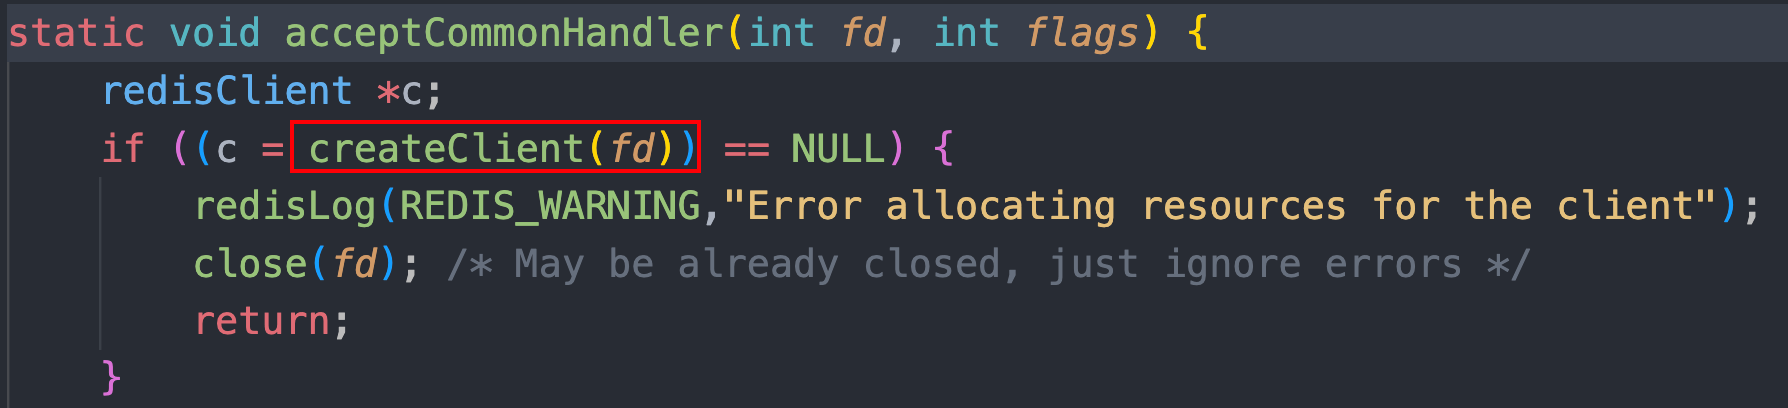 static void acceptCommonHandler(int fd, int flags) {
    redisClient *c;
    if ((c = createClient(fd)) == NULL) {
        redisLog(REDIS_WARNING,"Error allocating resources for the client");
        close(fd); /* May be already closed, just ignore errors */
        return;
    }